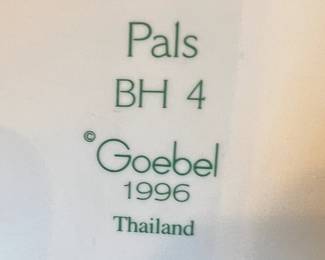 Pals
BH 4
© Goebel
1996
Thailand